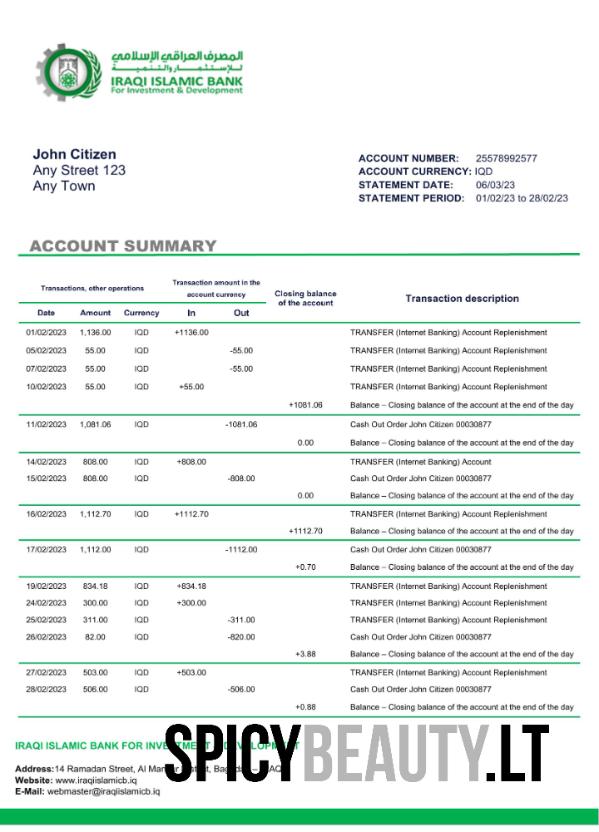 المصرف العراقي الإسلامي
للإستثمار والتنمية
IRAQI ISLAMIC BANK
For Investment & Development
John Citizen
Any Street 123
Any Town
ACCOUNT NUMBER: 25578992577
ACCOUNT CURRENCY: IQD
STATEMENT DATE: 06/03/23
STATEMENT PERIOD: 01/02/23 to 28/02/23
ACCOUNT SUMMARY
Transactions, other operations
Transaction amount in the
account currency
Closing balance
of the account
Transaction description
Date Amount Currency In Out
01/02/2023 1,136.00 IQD +1136.00 TRANSFER (Internet Banking) Account Replenishment
05/02/2023 55.00 IQD -55.00 TRANSFER (Internet Banking) Account Replenishment
07/02/2023 55.00 IQD -55.00 TRANSFER (Internet Banking) Account Replenishment
10/02/2023 55.00 IQD +55.00 TRANSFER (Internet Banking) Account Replenishment
+1081.06 Balance – Closing balance of the account at the end of the day
11/02/2023 1,081.06 IQD -1081.06 Cash Out Order John Citizen 00030877
0.00 Balance – Closing balance of the account at the end of the day
14/02/2023 808.00 IQD +808.00 TRANSFER (Internet Banking) Account
15/02/2023 808.00 IQD -808.00 Cash Out Order John Citizen 00030877
0.00 Balance – Closing balance of the account at the end of the day
16/02/2023 1,112.70 IQD +1112.70 TRANSFER (Internet Banking) Account Replenishment
+1112.70 Balance – Closing balance of the account at the end of the day
17/02/2023 1,112.00 IQD -1112.00 Cash Out Order John Citizen 00030877
+0.70 Balance – Closing balance of the account at the end of the day
19/02/2023 834.18 IQD +834.18 TRANSFER (Internet Banking) Account Replenishment
24/02/2023 300.00 IQD +300.00 TRANSFER (Internet Banking) Account Replenishment
25/02/2023 311.00 IQD -311.00 TRANSFER (Internet Banking) Account Replenishment
26/02/2023 82.00 IQD -820.00 Cash Out Order John Citizen 00030877
+3.88 Balance – Closing balance of the account at the end of the day
27/02/2023 503.00 IQD +503.00 TRANSFER (Internet Banking) Account Replenishment
28/02/2023 506.00 IQD -506.00 Cash Out Order John Citizen 00030877
+0.88 Balance – Closing balance of the account at the end of the day
IRAQI ISLAMIC BANK FOR
SPICYBEAUTY.LT
Address:14 Ramadan Street, Al
Website: www.iraqiislamicb.iq
E-Mail: webmaster@iraqiislamicb.iq